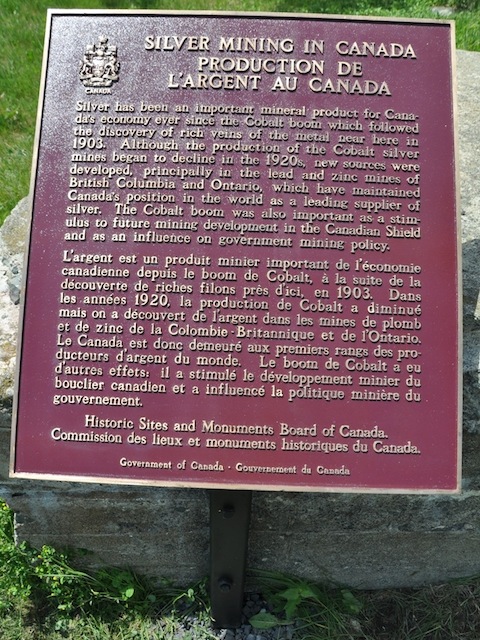 CANADA
SILVER MINING IN CANADA
PRODUCTION DE
L'ARGENT AU CANADA
Silver has been an important mineral product for Cana-
da's economy ever since the Cobalt boom which followed
the discovery of rich veins of the metal near here in
1903. Although the production of the Cobalt silver
mines began to decline in the 1920s, new sources were
developed, principally in the lead and zinc mines of
British Columbia and Ontario, which have maintained
Canada's position in the world as a leading supplier of
silver. The Cobalt boom was also important as a stim-
ulus to future mining development in the Canadian Shield
and as an influence on government mining policy.
L'argent est un produit minier important de l'économie
canadienne depuis le boom de Cobalt, à la suite de la
découverte de riches filons près d'ici, en 1903. Dans
les années 1920, la production de Cobalt a diminué
mais on a découvert de l'argent dans les mines de plomb
et de zinc de la Colombie-Britannique et de l'Ontario.
Le Canada est donc demeuré aux premiers rangs des pro-
ducteurs d'argent du monde. Le boom de Cobalt a eu
d'autres effets: il a stimulé le développement minier du
bouclier canadien et a influencé la politique minière du
gouvernement.
Historic Sites and Monuments Board of Canada.
Commission des lieux et monuments historiques du Canada.
Government of Canada · Gouvernement du Canada